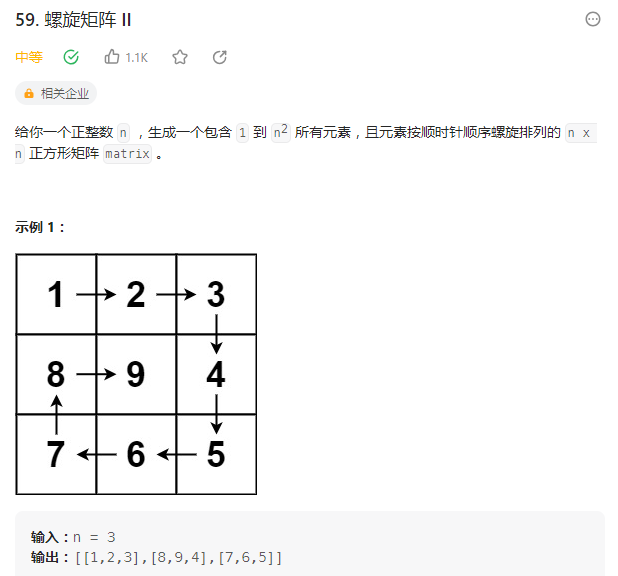 59. 螺旋矩阵 II
中等 1.1K
相关企业
给你一个正整数 n ，生成一个包含 1 到 n² 所有元素，且元素按顺时针顺序螺旋排列的 n x
n 正方形矩阵 matrix 。
示例 1：
1 2 3
8 9 4
7 6 5
输入：n = 3
输出：[[1,2,3],[8,9,4],[7,6,5]]